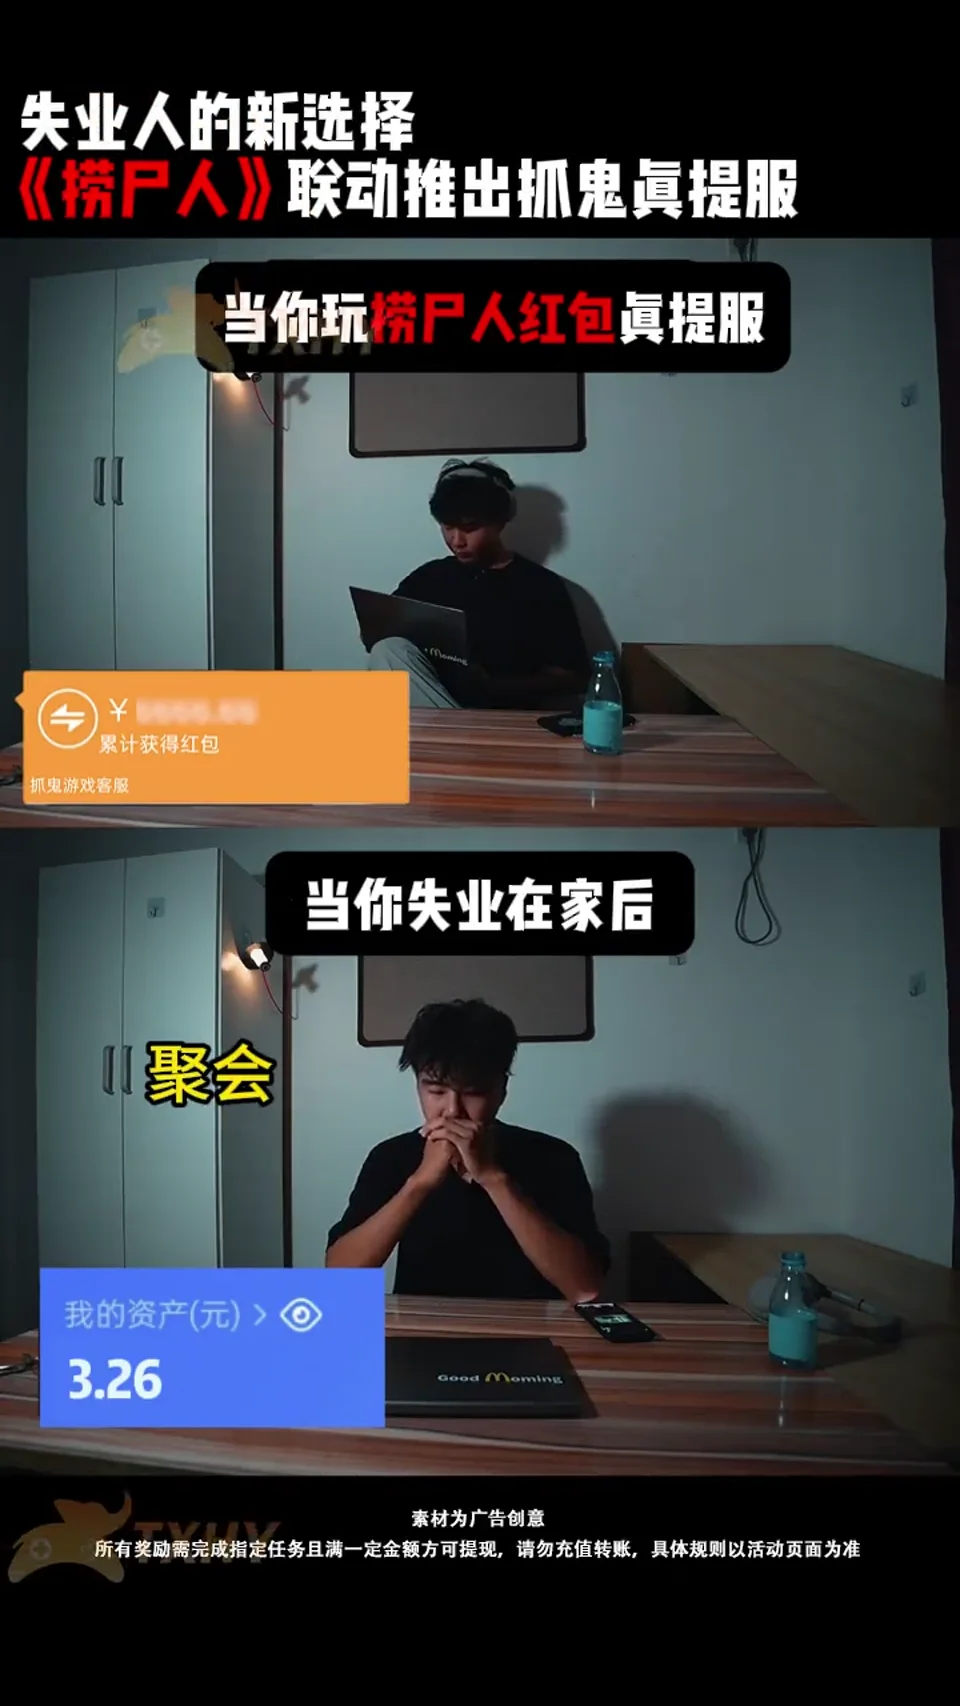 失业人的新选择
《捞尸人》联动推出抓鬼真提服
当你玩捞尸人红包真提服
¥
累计获得红包
抓鬼游戏客服
当你失业在家后
聚会
我的资产(元) >
3.26
Good Morning
TXHY
素材为广告创意
所有奖励需完成指定任务且满一定金额方可提现，请勿充值转账，具体规则以活动页面为准